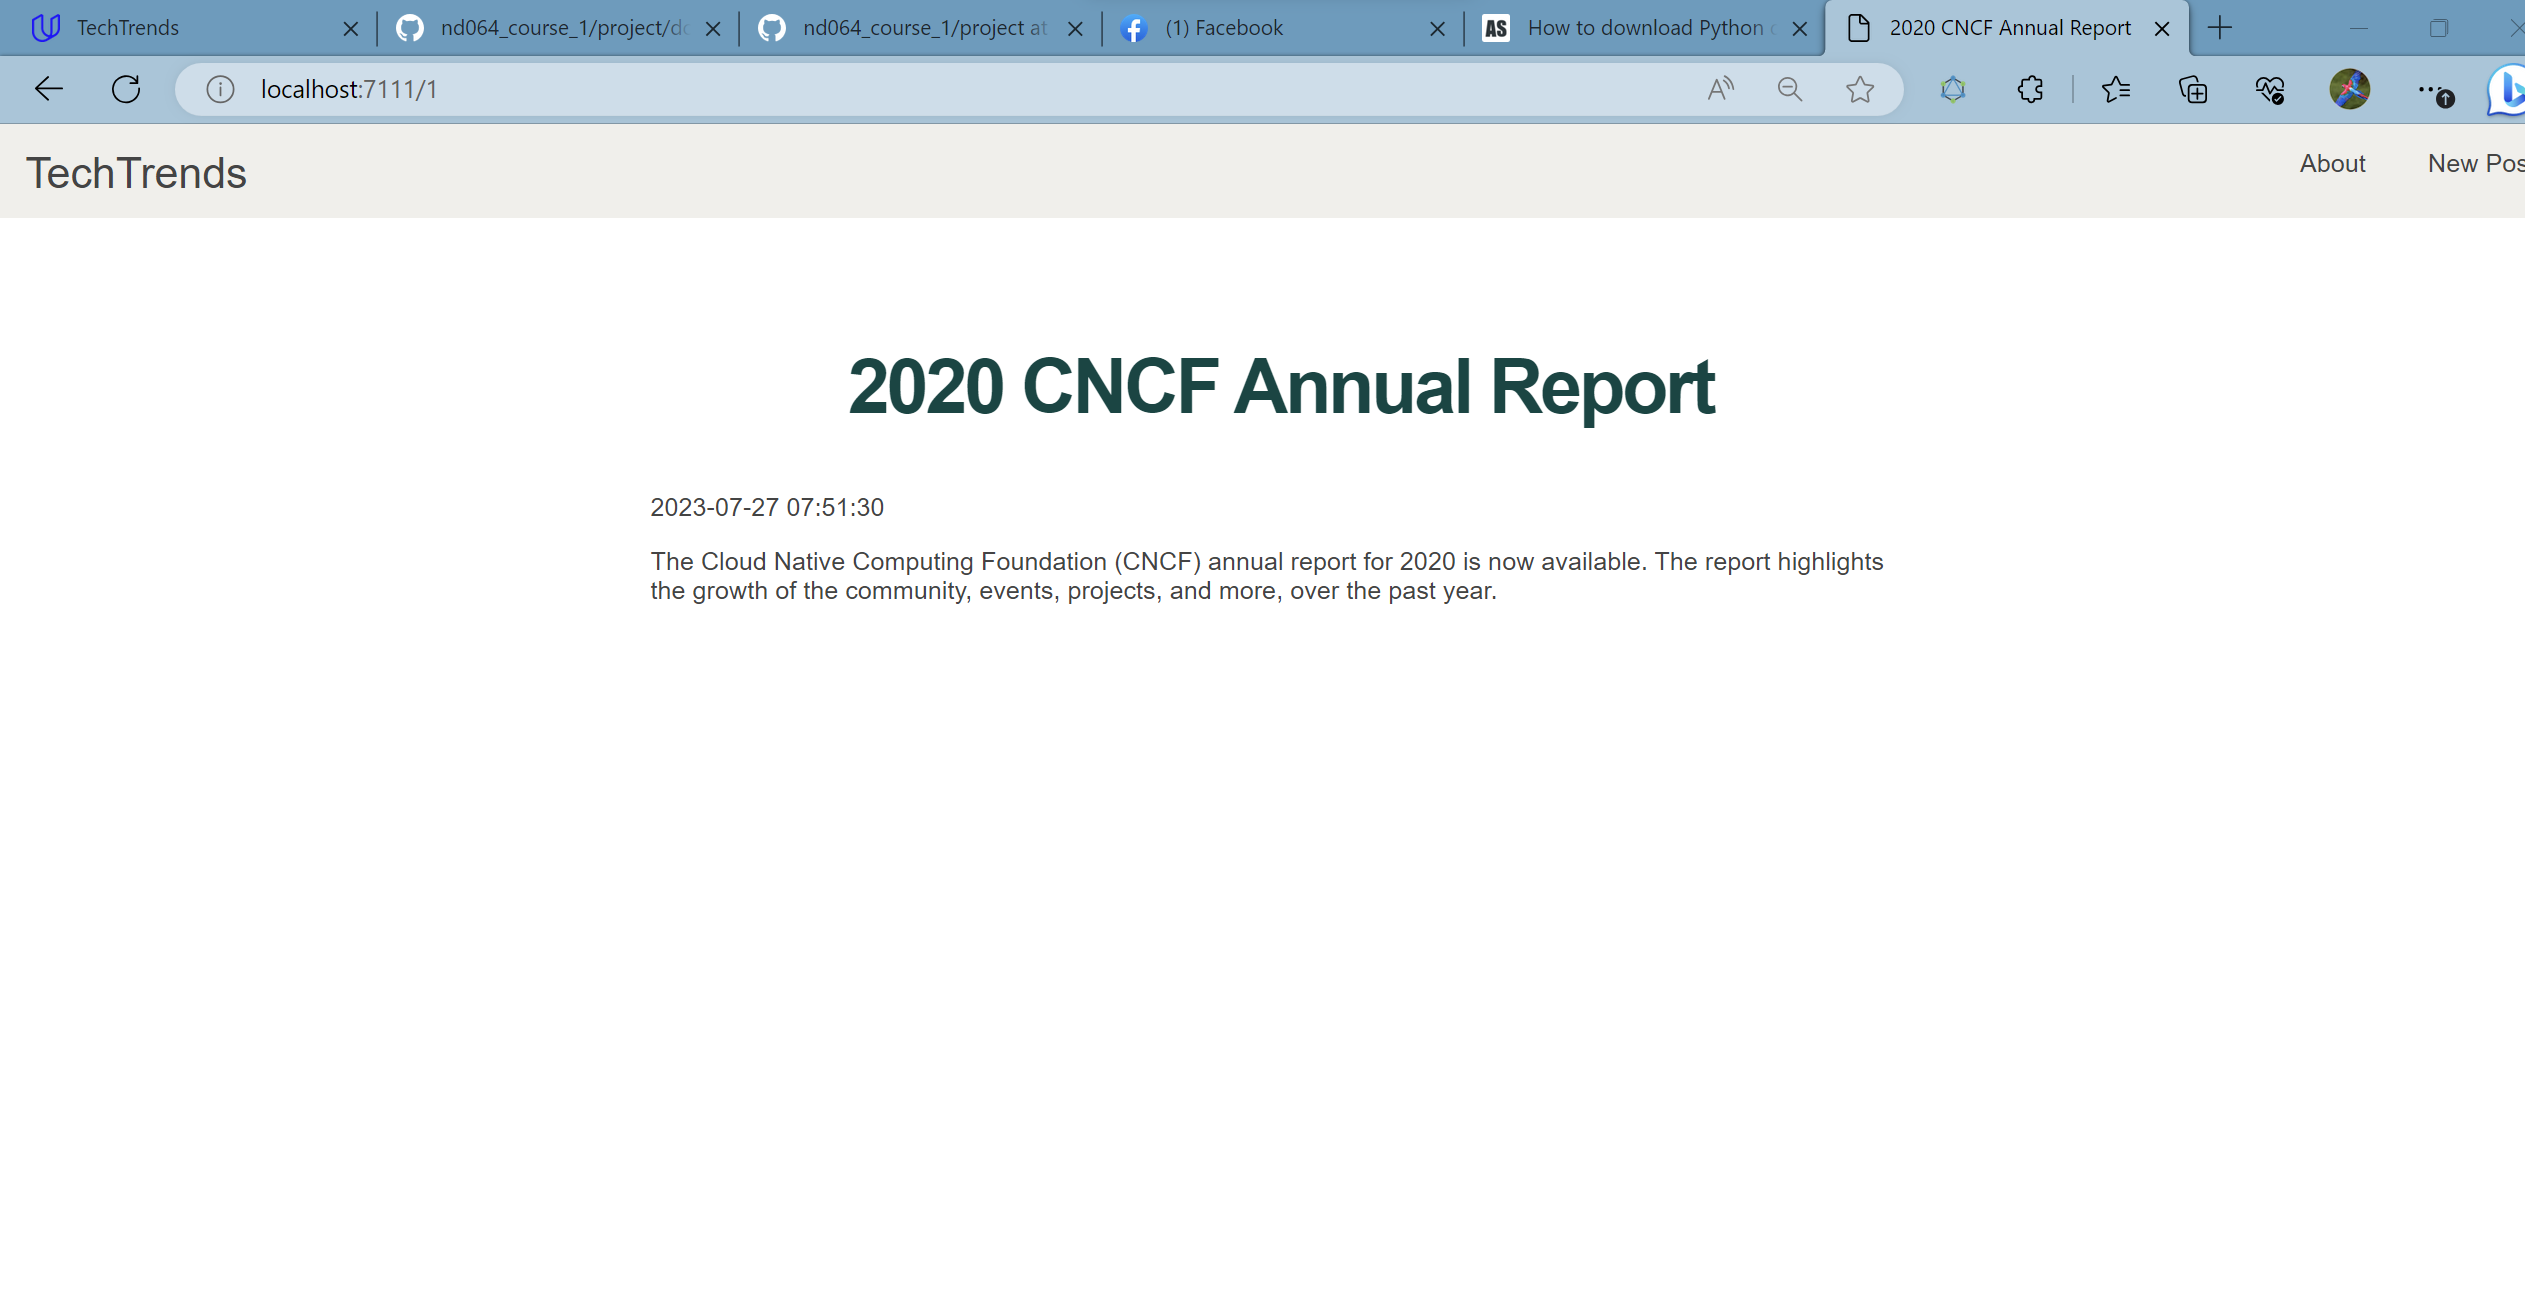 TechTrends
nd064_course_1/project/do
nd064_course_1/project at
(1) Facebook
AS
How to download Python
2020 CNCF Annual Report
localhost:7111/1
TechTrends
About
New Pos
2020 CNCF Annual Report
2023-07-27 07:51:30
The Cloud Native Computing Foundation (CNCF) annual report for 2020 is now available. The report highlights
the growth of the community, events, projects, and more, over the past year.